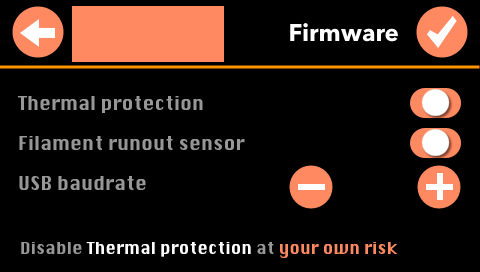 Firmware
Thermal protection
Filament runout sensor
USB baudrate
Disable Thermal protection at your own risk